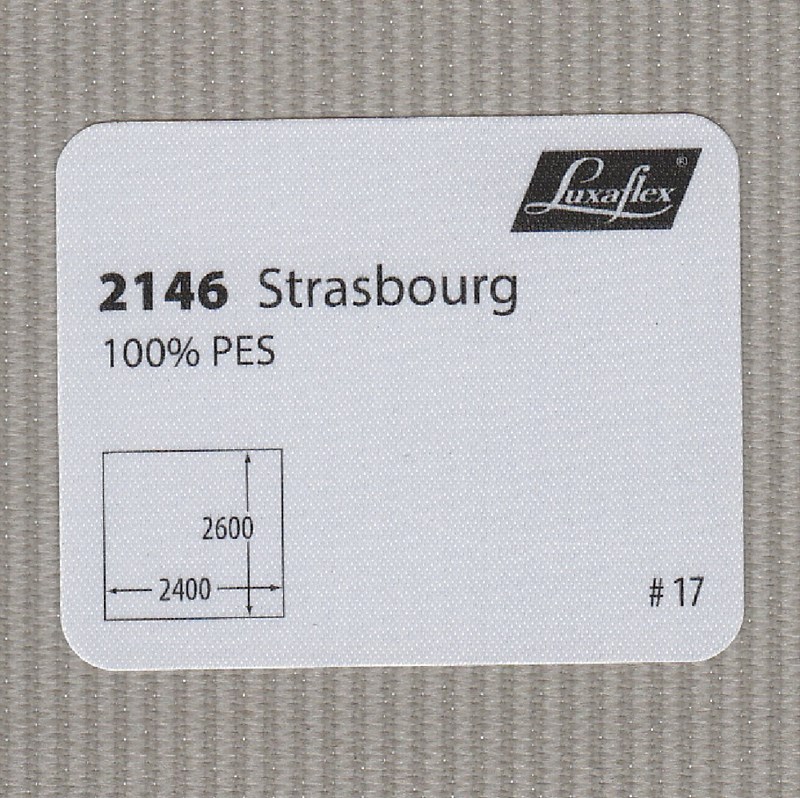 Luxaflex®
2146 Strasbourg
100% PES
2600
2400
# 17